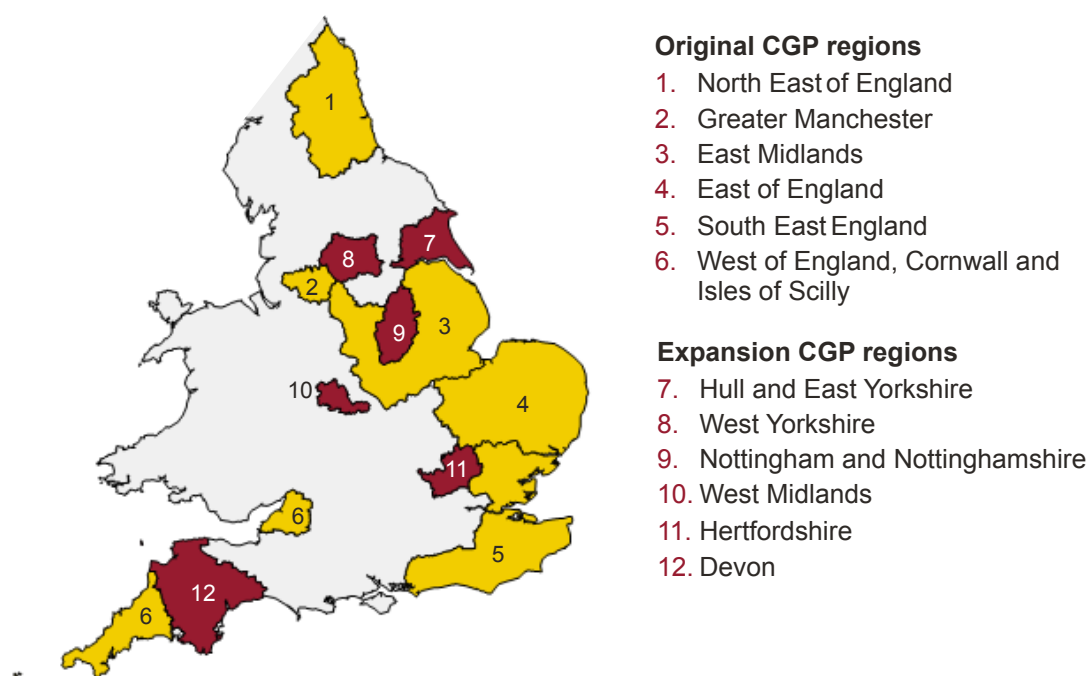 1
7
8
2
3
9
10
4
11
6
5
12
6
Original CGP regions
1. North East of England
2. Greater Manchester
3. East Midlands
4. East of England
5. South East England
6. West of England, Cornwall and
Isles of Scilly
Expansion CGP regions
7. Hull and East Yorkshire
8. West Yorkshire
9. Nottingham and Nottinghamshire
10. West Midlands
11. Hertfordshire
12. Devon